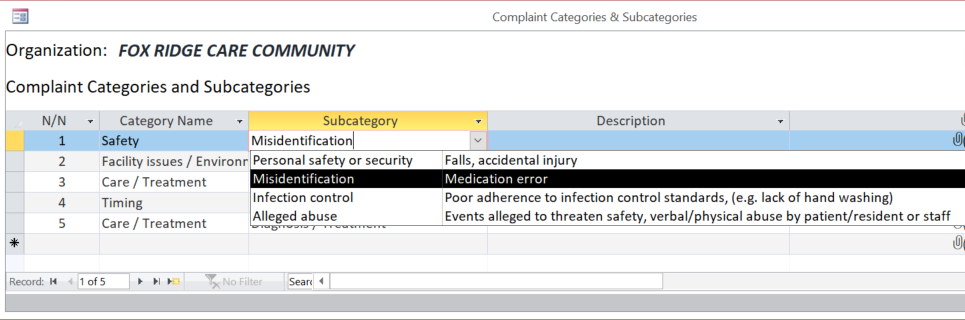 Complaint Categories & Subcategories
Organization: FOX RIDGE CARE COMMUNITY
Complaint Categories and Subcategories
N/N Category Name Subcategory Description
1 Safety Misidentification
2 Facility issues / Environr Personal safety or security Falls, accidental injury
Misidentification Medication error
3 Care / Treatment Infection control Poor adherence to infection control standards, (e.g. lack of hand washing)
4 Timing Alleged abuse Events alleged to threaten safety, verbal/physical abuse by patient/resident or staff
5 Care / Treatment Diagnosis / Treatment
Record: 1 of 5 No Filter Searc